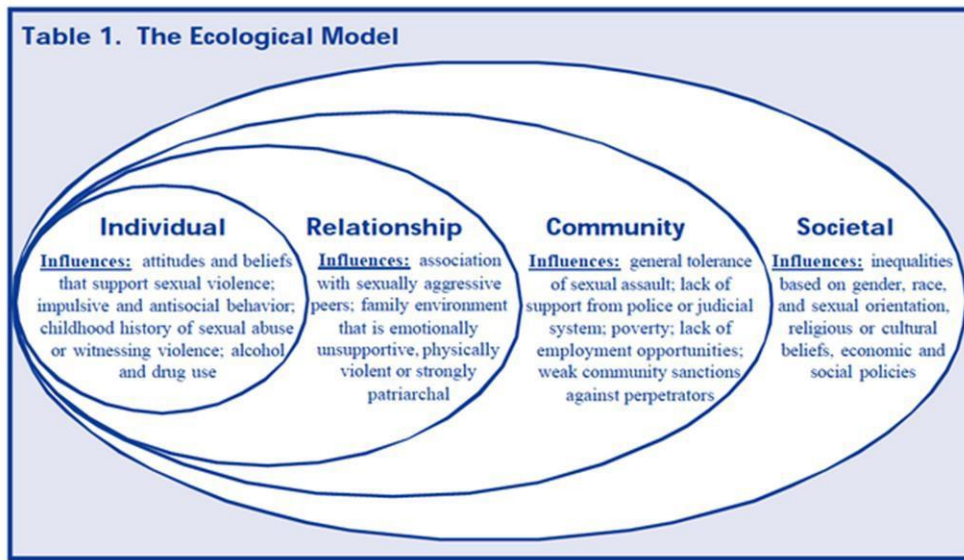 Table 1. The Ecological Model
Individual
Influences: attitudes and beliefs
that support sexual violence;
impulsive and antisocial behavior;
childhood history of sexual abuse
or witnessing violence; alcohol
and drug use
Relationship
Influences: association
with sexually aggressive
peers; family environment
that is emotionally
unsupportive, physically
violent or strongly
patriarchal
Community
Influences: general tolerance
of sexual assault; lack of
support from police or judicial
system; poverty; lack of
employment opportunities;
weak community sanctions
against perpetrators
Societal
Influences: inequalities
based on gender, race,
and sexual orientation,
religious or cultural
beliefs, economic and
social policies